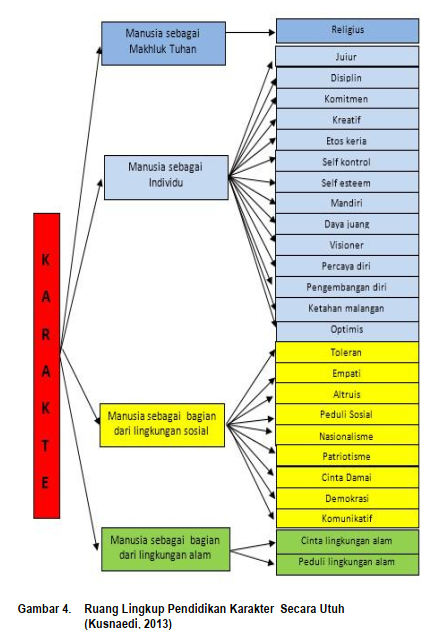 Manusia sebagai
Makhluk Tuhan
Religius
Manusia sebagai
Individu
Jujur
Disiplin
Komitmen
Kreatif
Etos kerja
Self kontrol
Self esteem
Mandiri
Daya juang
Visioner
Percaya diri
Pengembangan diri
Ketahan malangan
Optimis
K
A
R
A
K
T
E
Manusia sebagai bagian
dari lingkungan sosial
Toleran
Empati
Altruis
Peduli Sosial
Nasionalisme
Patriotisme
Cinta Damai
Demokrasi
Komunikatif
Manusia sebagai bagian
dari lingkungan alam
Cinta lingkungan alam
Peduli lingkungan alam
Gambar 4. Ruang Lingkup Pendidikan Karakter Secara Utuh
(Kusnaedi, 2013)